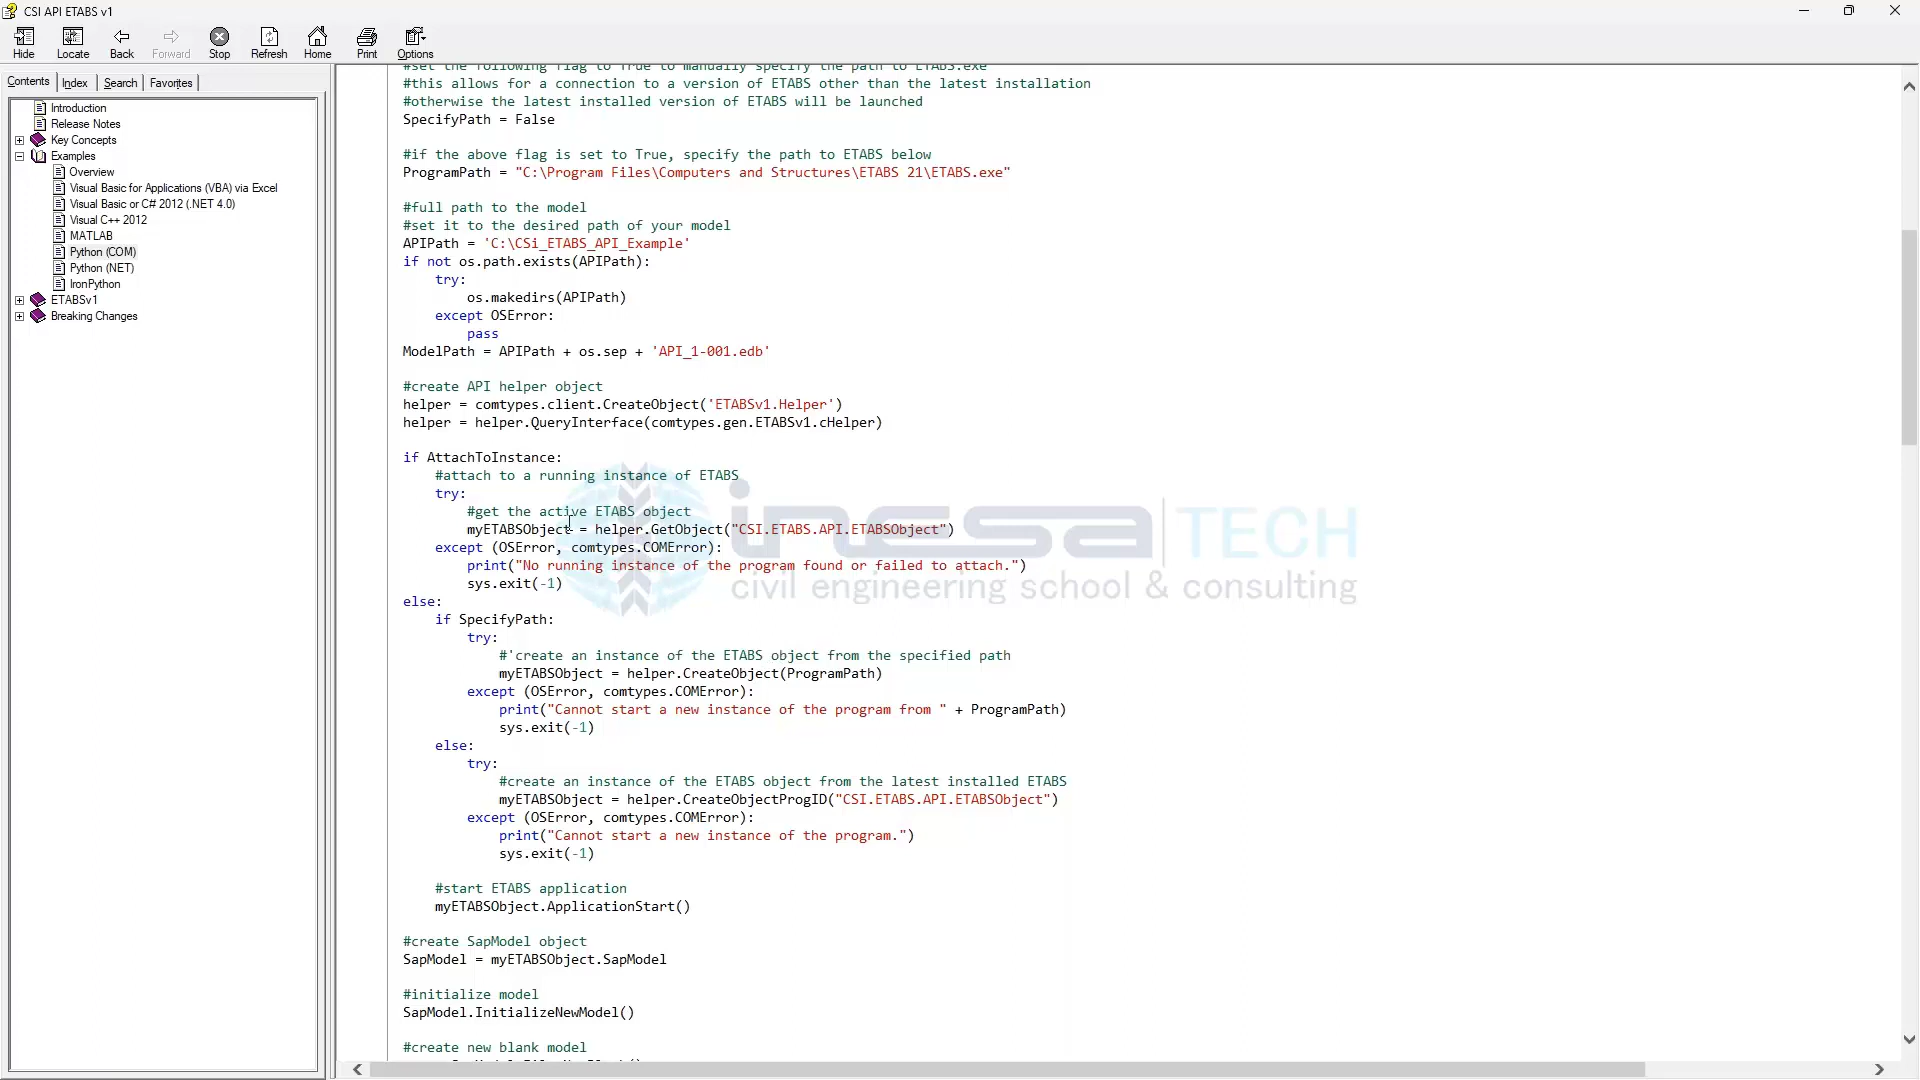 CSI API ETABS v1
Hide Locate Back Forward Stop Refresh Home Print Options
Contents Index Search Favorites
Introduction
Release Notes
Key Concepts
Examples
Overview
Visual Basic for Applications (VBA) via Excel
Visual Basic or C# 2012 (.NET 4.0)
Visual C++ 2012
MATLAB
Python (COM)
Python (NET)
IronPython
ETABSv1
Breaking Changes
#set the following flag to True to manually specify the path to ETABS.exe
#this allows for a connection to a version of ETABS other than the latest installation
#otherwise the latest installed version of ETABS will be launched
SpecifyPath = False
#if the above flag is set to True, specify the path to ETABS below
ProgramPath = "C:\Program Files\Computers and Structures\ETABS 21\ETABS.exe"
#full path to the model
#set it to the desired path of your model
APIPath = 'C:\CSi_ETABS_API_Example'
if not os.path.exists(APIPath):
try:
os.makedirs(APIPath)
except OSError:
pass
ModelPath = APIPath + os.sep + 'API_1-001.edb'
#create API helper object
helper = comtypes.client.CreateObject('ETABSv1.Helper')
helper = helper.QueryInterface(comtypes.gen.ETABSv1.cHelper)
if AttachToInstance:
#attach to a running instance of ETABS
try:
#get the active ETABS object
myETABSObject = helper.GetObject("CSI.ETABS.API.ETABSObject")
except (OSError, comtypes.COMError):
print("No running instance of the program found or failed to attach.")
sys.exit(-1)
else:
if SpecifyPath:
try:
#'create an instance of the ETABS object from the specified path
myETABSObject = helper.CreateObject(ProgramPath)
except (OSError, comtypes.COMError):
print("Cannot start a new instance of the program from " + ProgramPath)
sys.exit(-1)
else:
try:
#create an instance of the ETABS object from the latest installed ETABS
myETABSObject = helper.CreateObjectProgID("CSI.ETABS.API.ETABSObject")
except (OSError, comtypes.COMError):
print("Cannot start a new instance of the program.")
sys.exit(-1)
#start ETABS application
myETABSObject.ApplicationStart()
#create SapModel object
SapModel = myETABSObject.SapModel
#initialize model
SapModel.InitializeNewModel()
#create new blank model
inesa TECH
civil engineering school & consulting